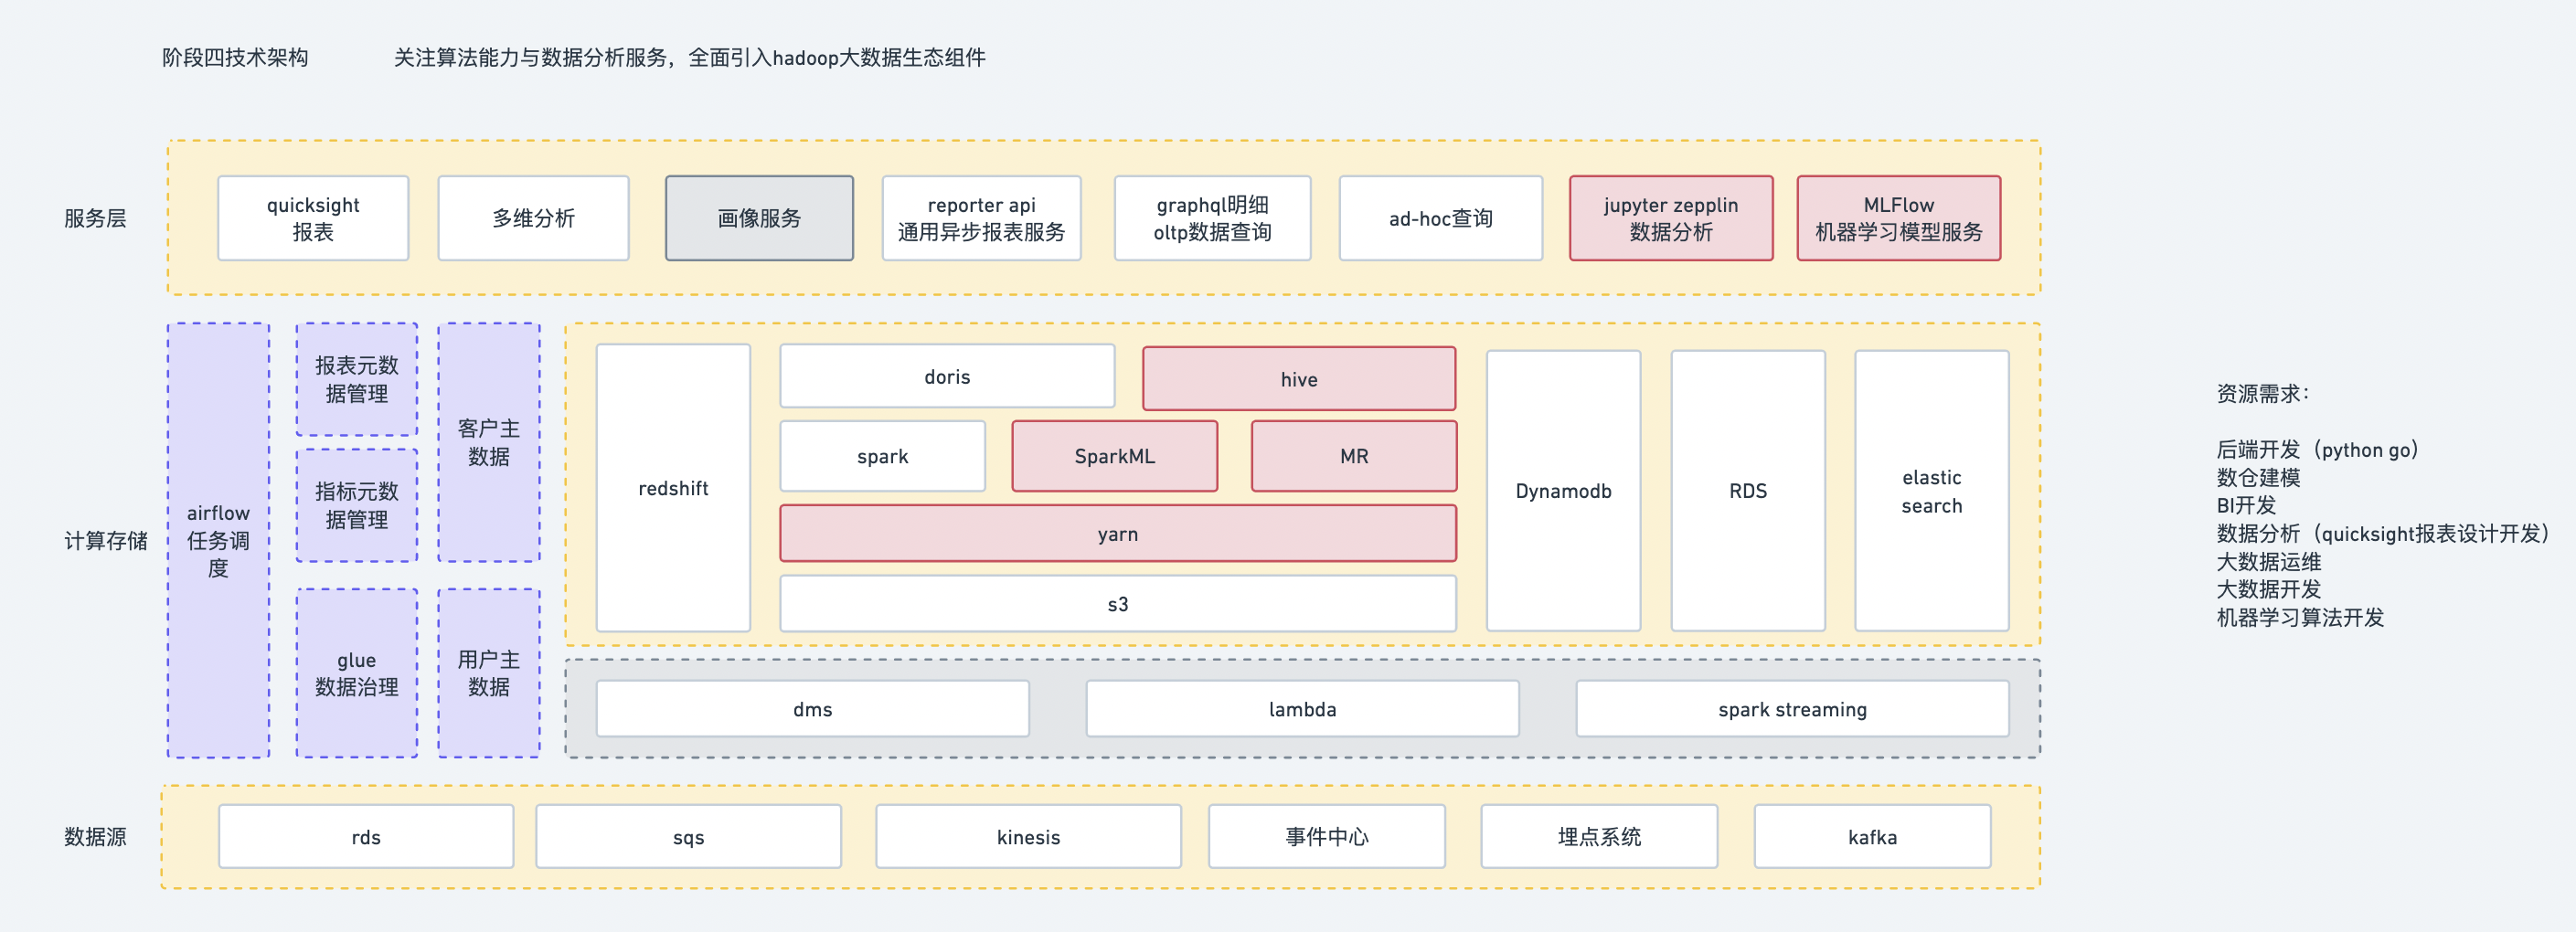 阶段四技术架构
关注算法能力与数据分析服务，全面引入hadoop大数据生态组件
服务层
quicksight
报表
多维分析
画像服务
reporter api
通用异步报表服务
graphql明细
oltp数据查询
ad-hoc查询
jupyter zepplin
数据分析
MLFlow
机器学习模型服务
计算存储
airflow
任务调
度
报表元数
据管理
指标元数
据管理
glue
数据治理
客户主
数据
用户主
数据
redshift
doris
hive
spark
SparkML
MR
yarn
s3
Dynamodb
RDS
elastic
search
dms
lambda
spark streaming
数据源
rds
sqs
kinesis
事件中心
埋点系统
kafka
资源需求：
后端开发（python go）
数仓建模
BI开发
数据分析（quicksight报表设计开发）
大数据运维
大数据开发
机器学习算法开发